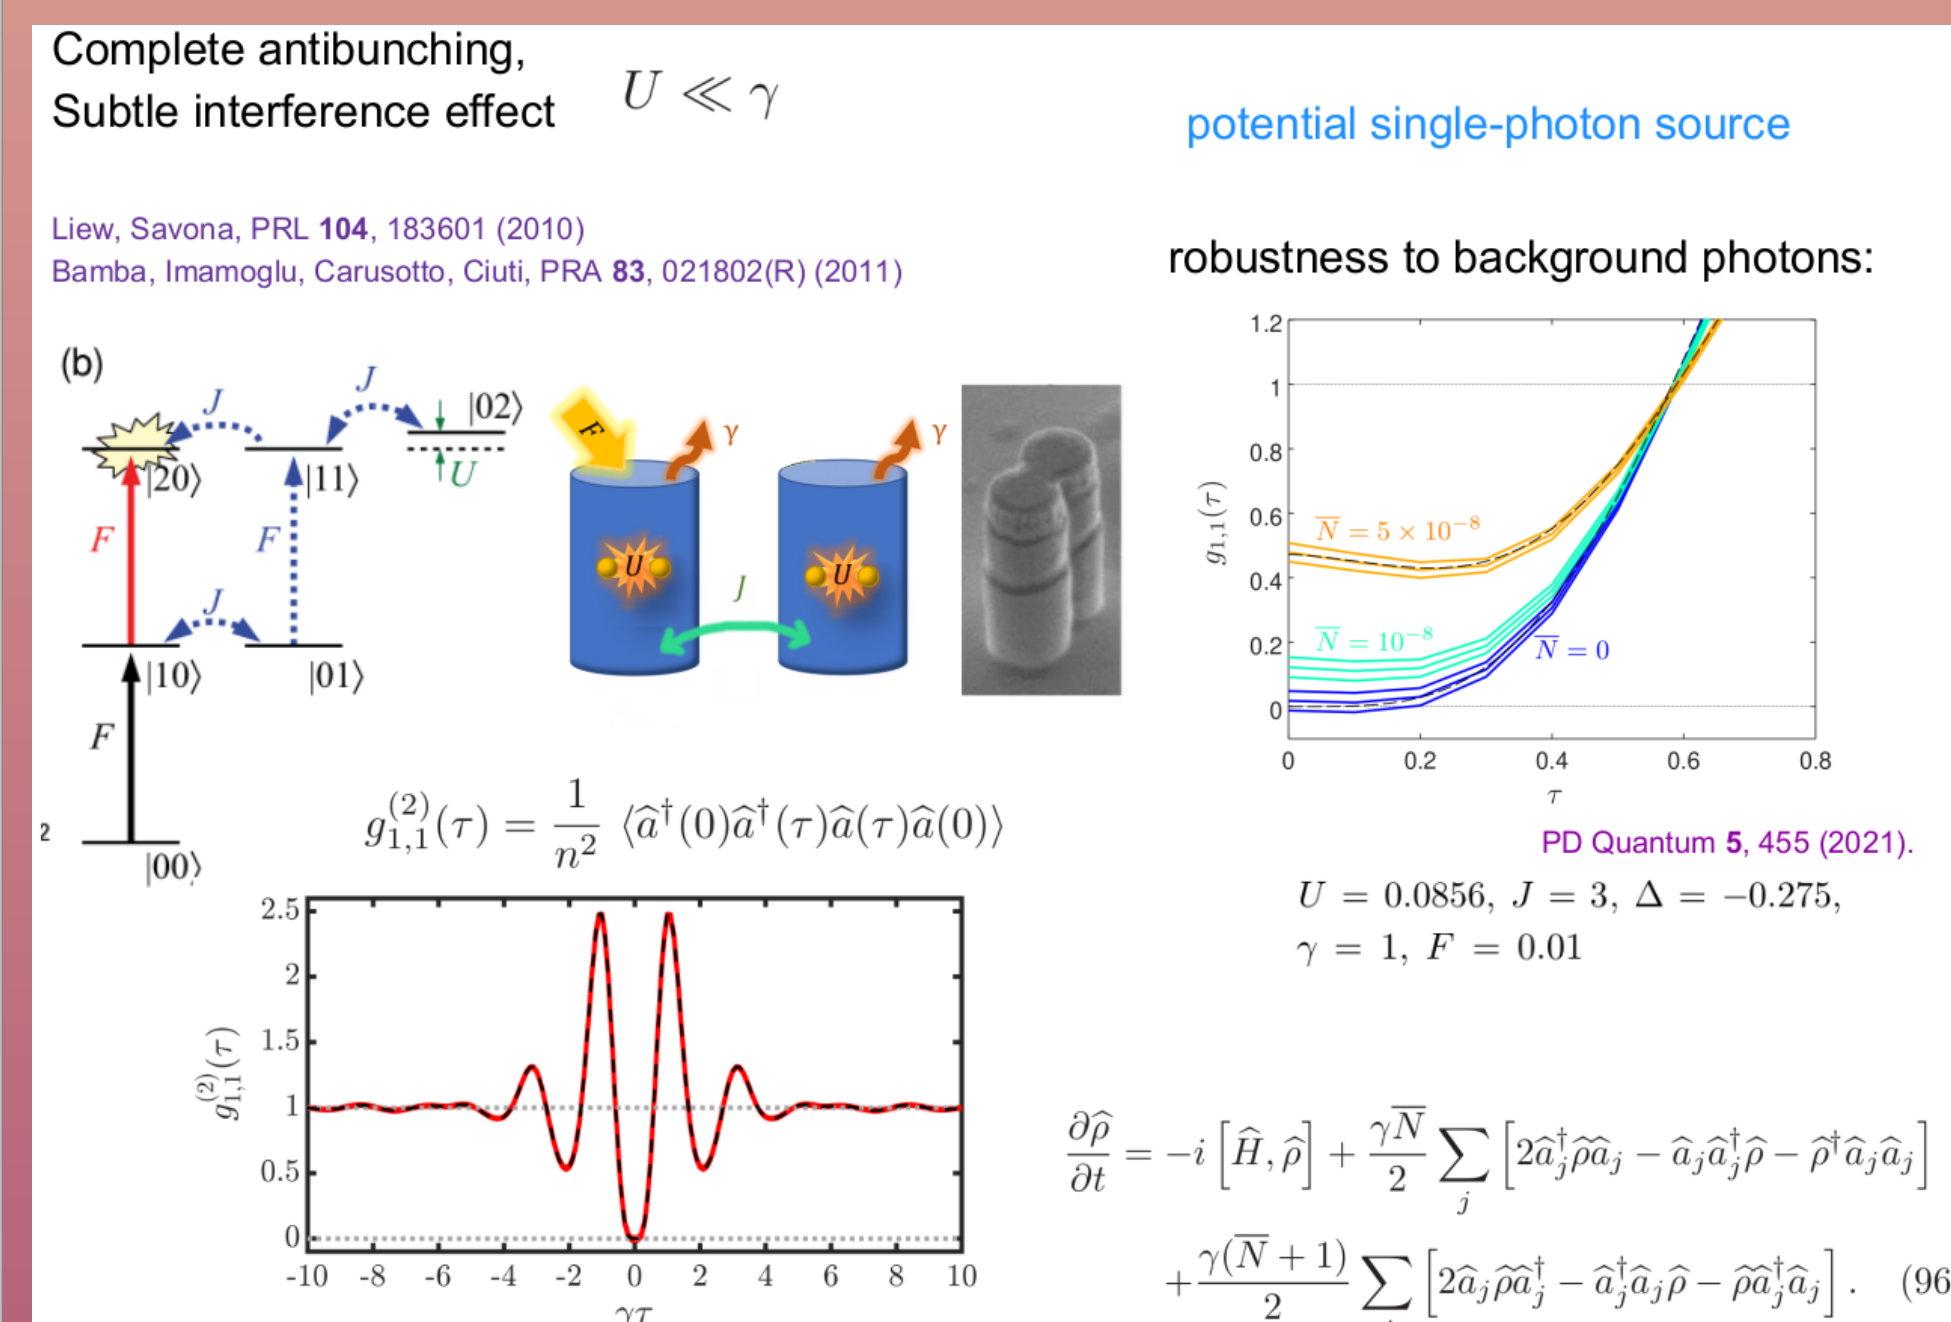 Complete antibunching,
Subtle interference effect
U ≪ γ
potential single-photon source
Liew, Savona, PRL 104, 183601 (2010)
Bamba, Imamoglu, Carusotto, Ciuti, PRA 83, 021802(R) (2011)
robustness to background photons:
(b)
J
J
|02⟩
|20⟩
|11⟩
U
F
F
J
|10⟩
|01⟩
F
2
|00⟩
F
γ
γ
U
U
J
1.2
1
0.8
0.6
0.4
0.2
0
g₁,₁(τ)
N̅ = 5 × 10⁻⁸
N̅ = 10⁻⁸
N̅ = 0
0 0.2 0.4 0.6 0.8
τ
g₁,₁⁽²⁾(τ) = 1/n² ⟨â†(0)â†(τ)â(τ)â(0)⟩
PD Quantum 5, 455 (2021).
U = 0.0856, J = 3, Δ = −0.275,
γ = 1, F = 0.01
2.5
2
1.5
1
0.5
0
g₁,₁⁽²⁾(τ)
-10 -8 -6 -4 -2 0 2 4 6 8 10
γτ
∂ρ̂/∂t = −i [Ĥ, ρ̂] + γN̅/2 ∑_j [2â_j†ρ̂â_j − â_jâ_j†ρ̂ − ρ̂†â_jâ_j]
+ γ(N̅ + 1)/2 ∑ [2â_jρ̂â_j† − â_j†â_jρ̂ − ρ̂â_j†â_j] . (96